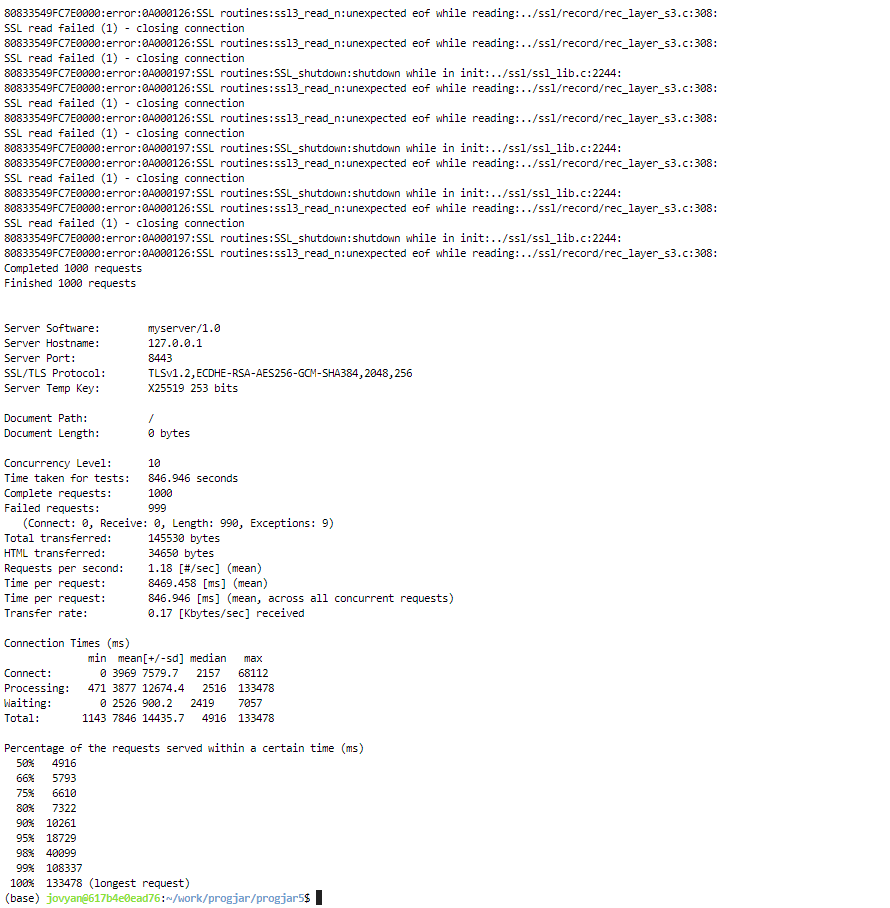 80833549FC7E0000:error:0A000126:SSL routines:ssl3_read_n:unexpected eof while reading:../ssl/record/rec_layer_s3.c:308:
SSL read failed (1) - closing connection
80833549FC7E0000:error:0A000126:SSL routines:ssl3_read_n:unexpected eof while reading:../ssl/record/rec_layer_s3.c:308:
SSL read failed (1) - closing connection
80833549FC7E0000:error:0A000197:SSL routines:SSL_shutdown:shutdown while in init:../ssl/ssl_lib.c:2244:
80833549FC7E0000:error:0A000126:SSL routines:ssl3_read_n:unexpected eof while reading:../ssl/record/rec_layer_s3.c:308:
SSL read failed (1) - closing connection
80833549FC7E0000:error:0A000126:SSL routines:ssl3_read_n:unexpected eof while reading:../ssl/record/rec_layer_s3.c:308:
SSL read failed (1) - closing connection
80833549FC7E0000:error:0A000197:SSL routines:SSL_shutdown:shutdown while in init:../ssl/ssl_lib.c:2244:
80833549FC7E0000:error:0A000126:SSL routines:ssl3_read_n:unexpected eof while reading:../ssl/record/rec_layer_s3.c:308:
SSL read failed (1) - closing connection
80833549FC7E0000:error:0A000197:SSL routines:SSL_shutdown:shutdown while in init:../ssl/ssl_lib.c:2244:
80833549FC7E0000:error:0A000126:SSL routines:ssl3_read_n:unexpected eof while reading:../ssl/record/rec_layer_s3.c:308:
SSL read failed (1) - closing connection
80833549FC7E0000:error:0A000197:SSL routines:SSL_shutdown:shutdown while in init:../ssl/ssl_lib.c:2244:
80833549FC7E0000:error:0A000126:SSL routines:ssl3_read_n:unexpected eof while reading:../ssl/record/rec_layer_s3.c:308:
Completed 1000 requests
Finished 1000 requests
Server Software:        myserver/1.0
Server Hostname:        127.0.0.1
Server Port:            8443
SSL/TLS Protocol:       TLSv1.2,ECDHE-RSA-AES256-GCM-SHA384,2048,256
Server Temp Key:        X25519 253 bits
Document Path:          /
Document Length:        0 bytes
Concurrency Level:      10
Time taken for tests:   846.946 seconds
Complete requests:      1000
Failed requests:        999
   (Connect: 0, Receive: 0, Length: 990, Exceptions: 9)
Total transferred:      145530 bytes
HTML transferred:       34650 bytes
Requests per second:    1.18 [#/sec] (mean)
Time per request:       8469.458 [ms] (mean)
Time per request:       846.946 [ms] (mean, across all concurrent requests)
Transfer rate:          0.17 [Kbytes/sec] received
Connection Times (ms)
              min  mean[+/-sd] median   max
Connect:        0 3969 7579.7   2157   68112
Processing:   471 3877 12674.4   2516  133478
Waiting:        0 2526 900.2   2419    7057
Total:       1143 7846 14435.7   4916  133478
Percentage of the requests served within a certain time (ms)
  50%   4916
  66%   5793
  75%   6610
  80%   7322
  90%  10261
  95%  18729
  98%  40099
  99%  108337
 100%  133478 (longest request)
(base) jovyan@617b4e0ead76:~/work/progjar/progjar5$